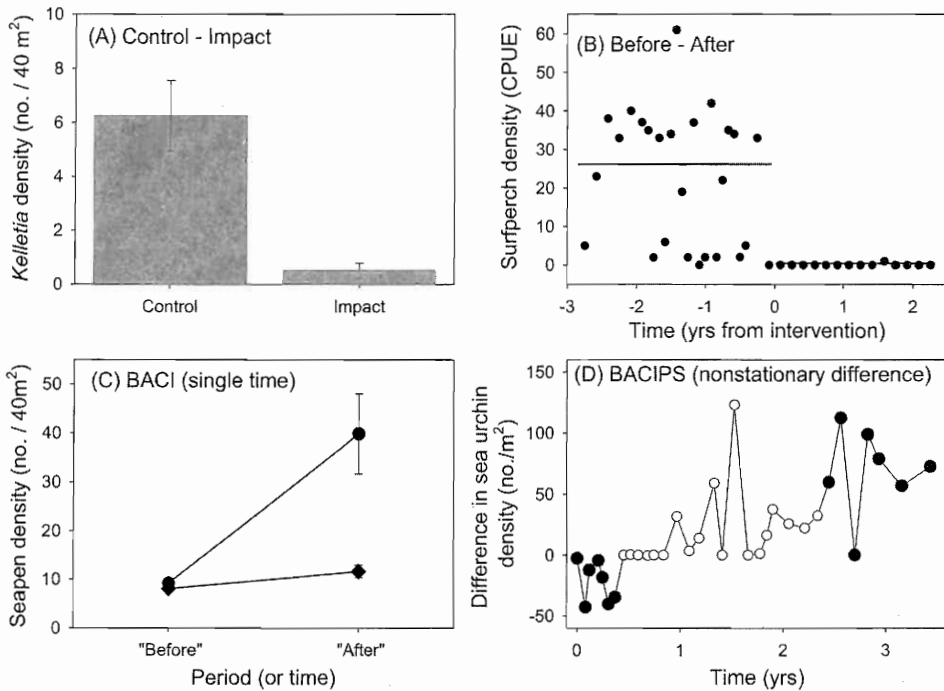 (A) Control - Impact
Kelletia density (no. / 40 m²)
10
8
6
4
2
0
Control
Impact
(B) Before - After
Surfperch density (CPUE)
60
50
40
30
20
10
0
-3
-2
-1
0
1
2
Time (yrs from intervention)
(C) BACI (single time)
Seapen density (no. / 40m²)
50
40
30
20
10
0
"Before"
"After"
Period (or time)
(D) BACIPS (nonstationary difference)
Difference in sea urchin
density (no./m²)
150
100
50
0
-50
0
1
2
3
Time (yrs)